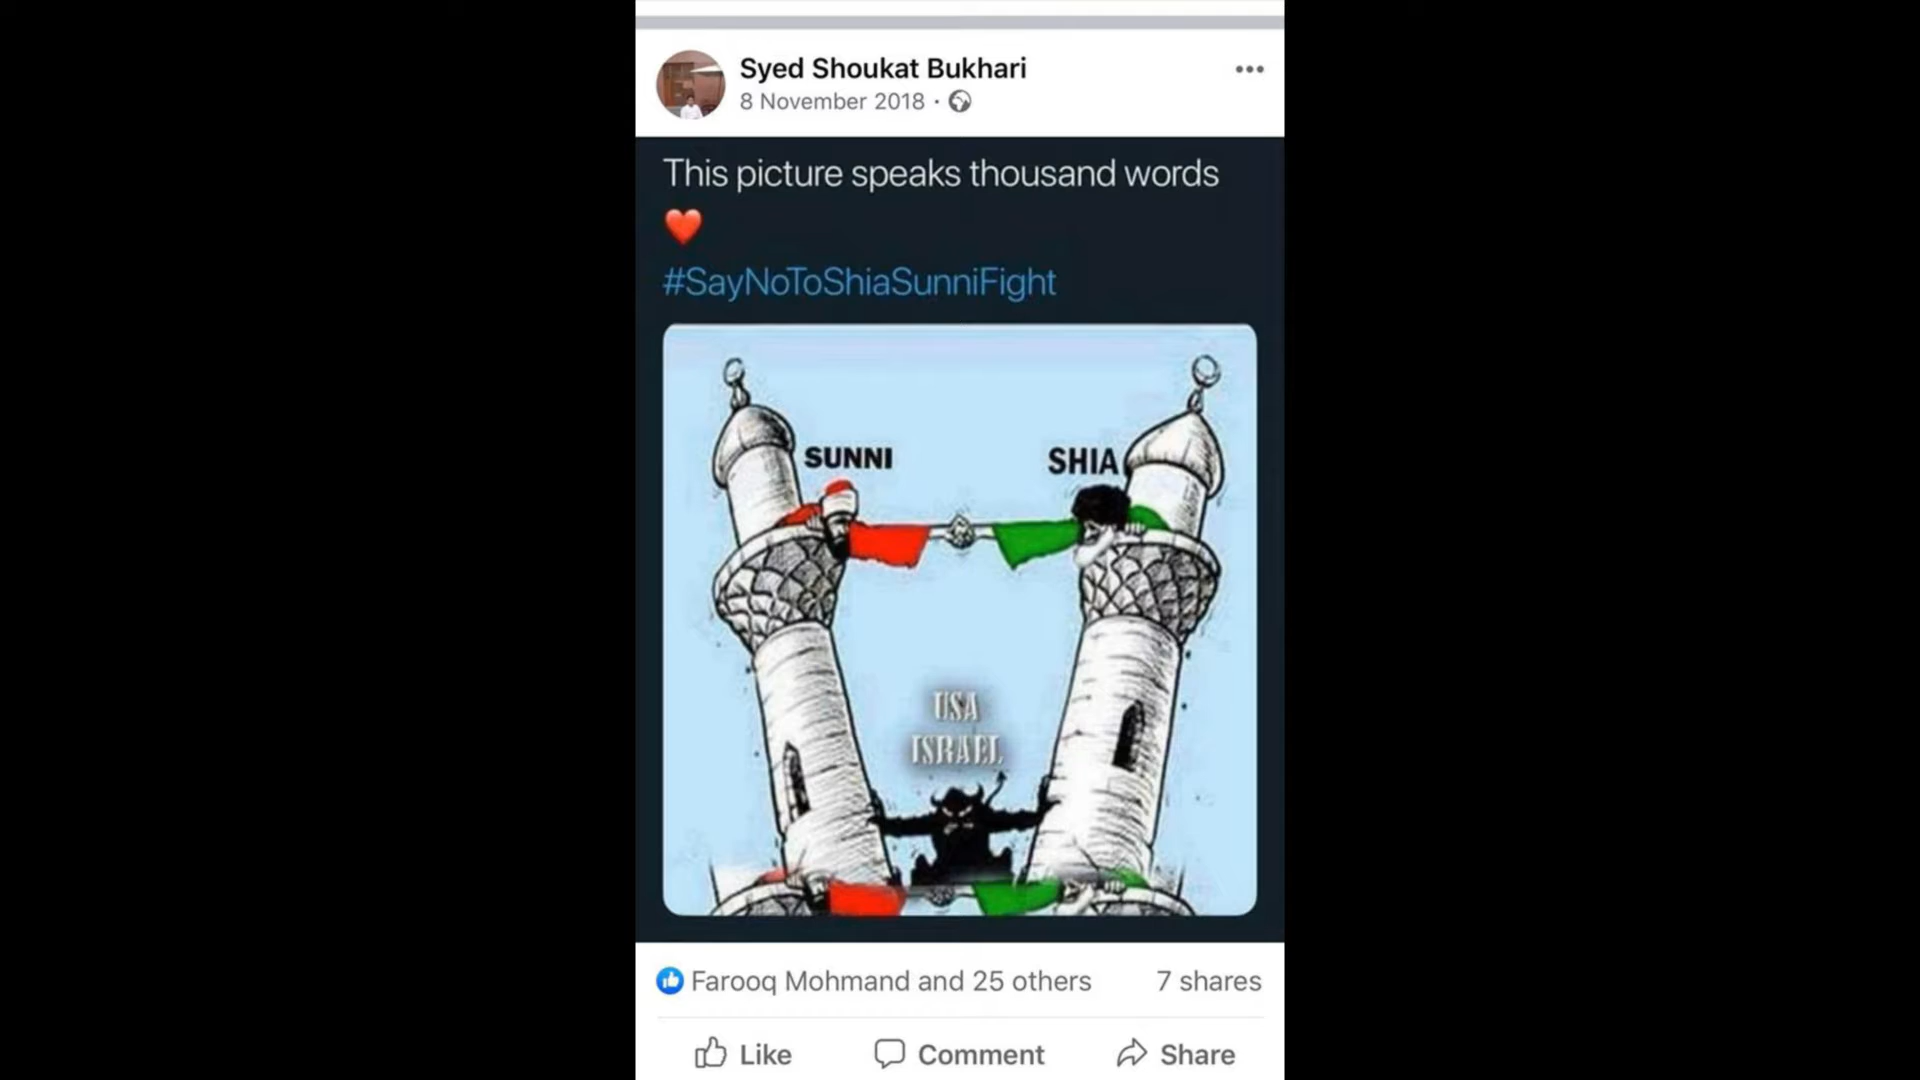 Syed Shoukat Bukhari
8 November 2018 ·
This picture speaks thousand words
❤️
#SayNoToShiaSunniFight
SUNNI
SHIA
USA
ISRAEL
Farooq Mohmand and 25 others
7 shares
Like
Comment
Share